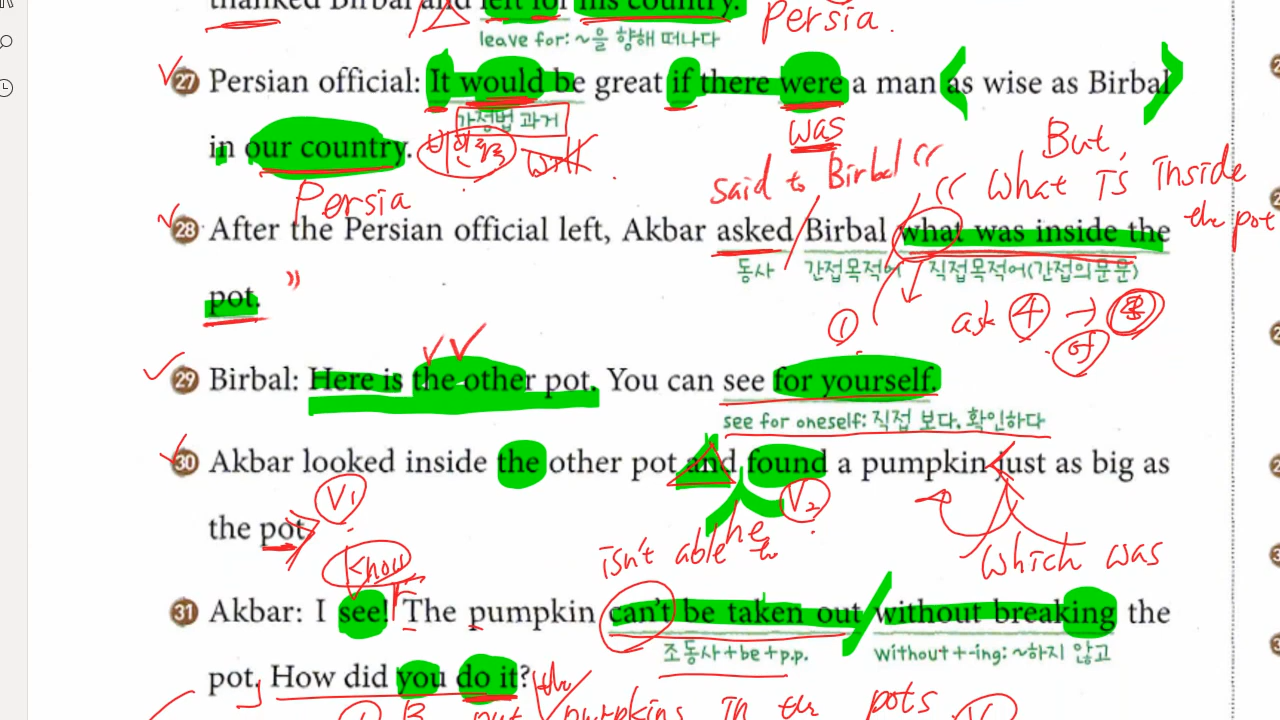 thanked Birbal and left for his country.
Persia.
leave for: ~을 향해 떠나다
27 Persian official: It would be great if there were a man as wise as Birbal
가정법 과거
was
in our country.
Persia
But,
said to Birbal “
“ What is inside
the pot
28 After the Persian official left, Akbar asked Birbal what was inside the
동사 간접목적어 직접목적어(간접의문문)
pot. ”
① ask 4 → 3
of
29 Birbal: Here is the other pot. You can see for yourself.
see for oneself: 직접 보다, 확인하다
30 Akbar looked inside the other pot and found a pumpkin just as big as
V1
V2
the pot.
he
isn't able to
which was
know
31 Akbar: I see! The pumpkin can't be taken out without breaking the
조동사+be+p.p. without+-ing: ~하지 않고
pot. How did you do it?
the pumpkins in the pots